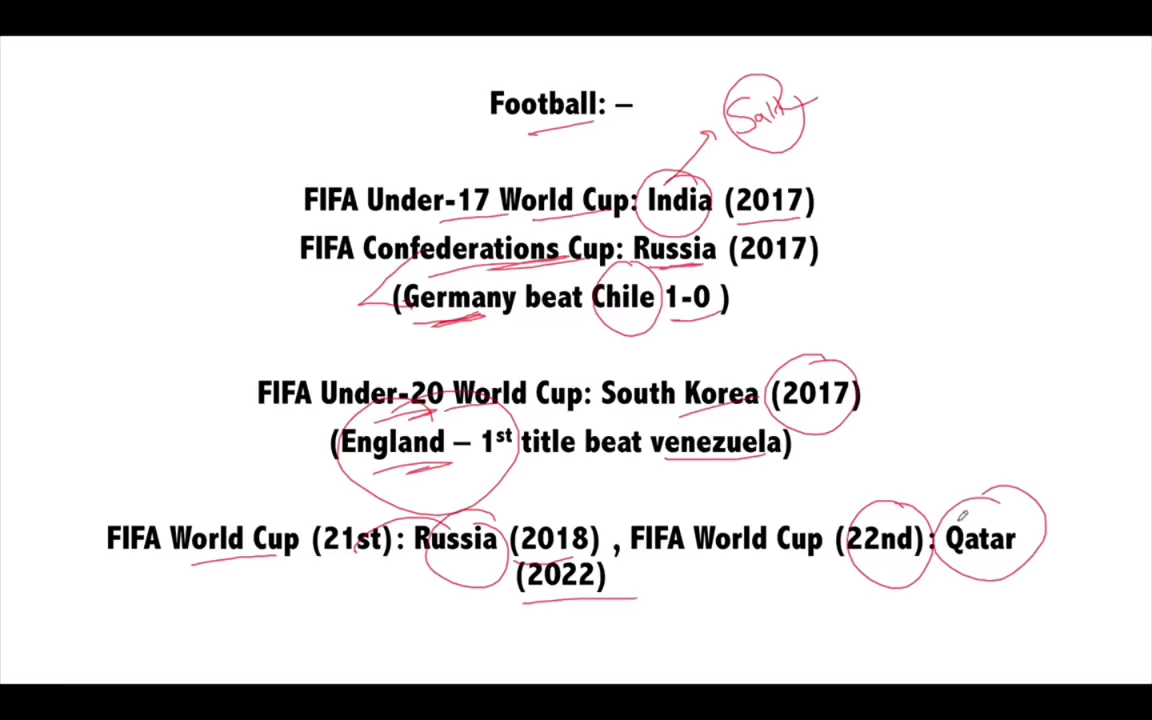 Football: –
FIFA Under-17 World Cup: India (2017)
FIFA Confederations Cup: Russia (2017)
(Germany beat Chile 1-0 )
FIFA Under-20 World Cup: South Korea (2017)
(England – 1st title beat venezuela)
FIFA World Cup (21st): Russia (2018) , FIFA World Cup (22nd): Qatar
(2022)